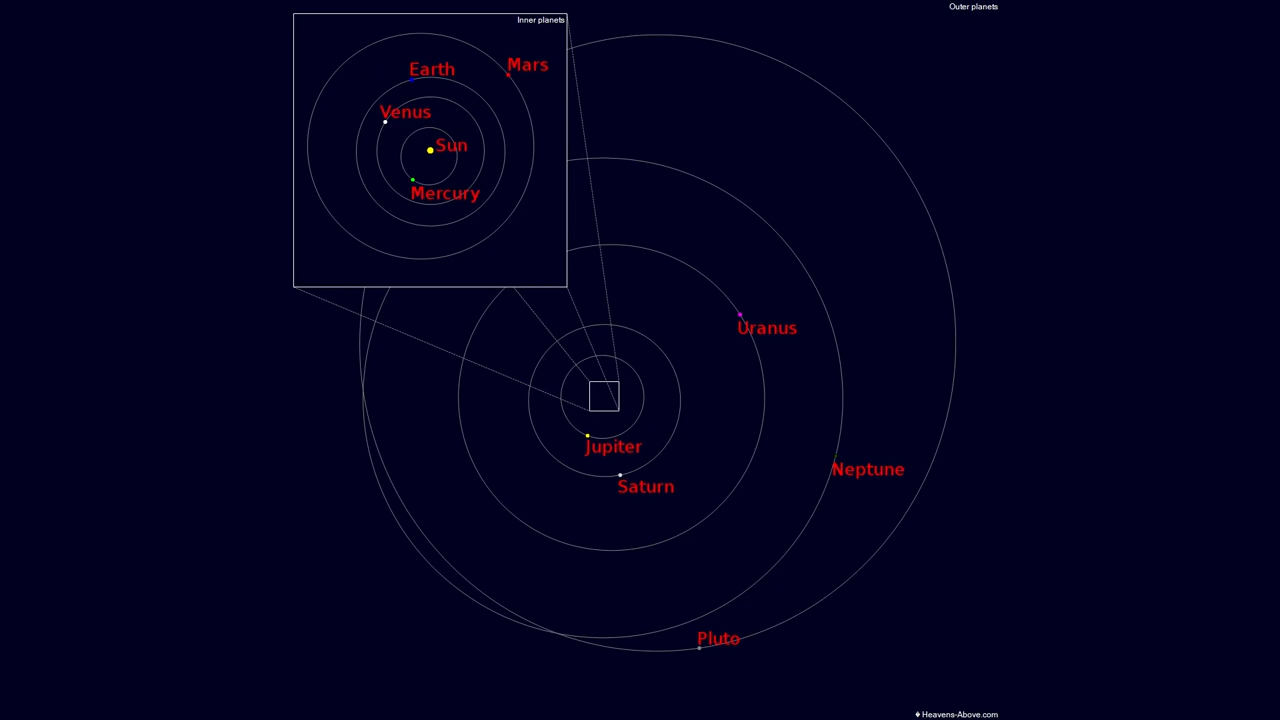 Outer planets
Inner planets
Mars
Earth
Venus
Sun
Mercury
Uranus
Jupiter
Neptune
Saturn
Pluto
Heavens-Above.com